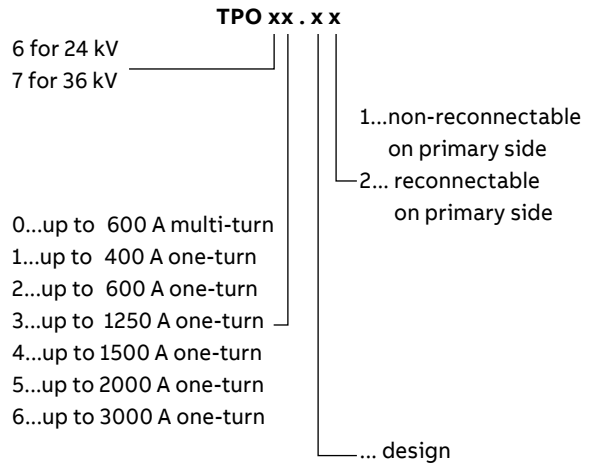 TPO xx . x x
6 for 24 kV
7 for 36 kV
1...non-reconnectable
on primary side
2... reconnectable
on primary side
0...up to 600 A multi-turn
1...up to 400 A one-turn
2...up to 600 A one-turn
3...up to 1250 A one-turn
4...up to 1500 A one-turn
5...up to 2000 A one-turn
6...up to 3000 A one-turn
... design